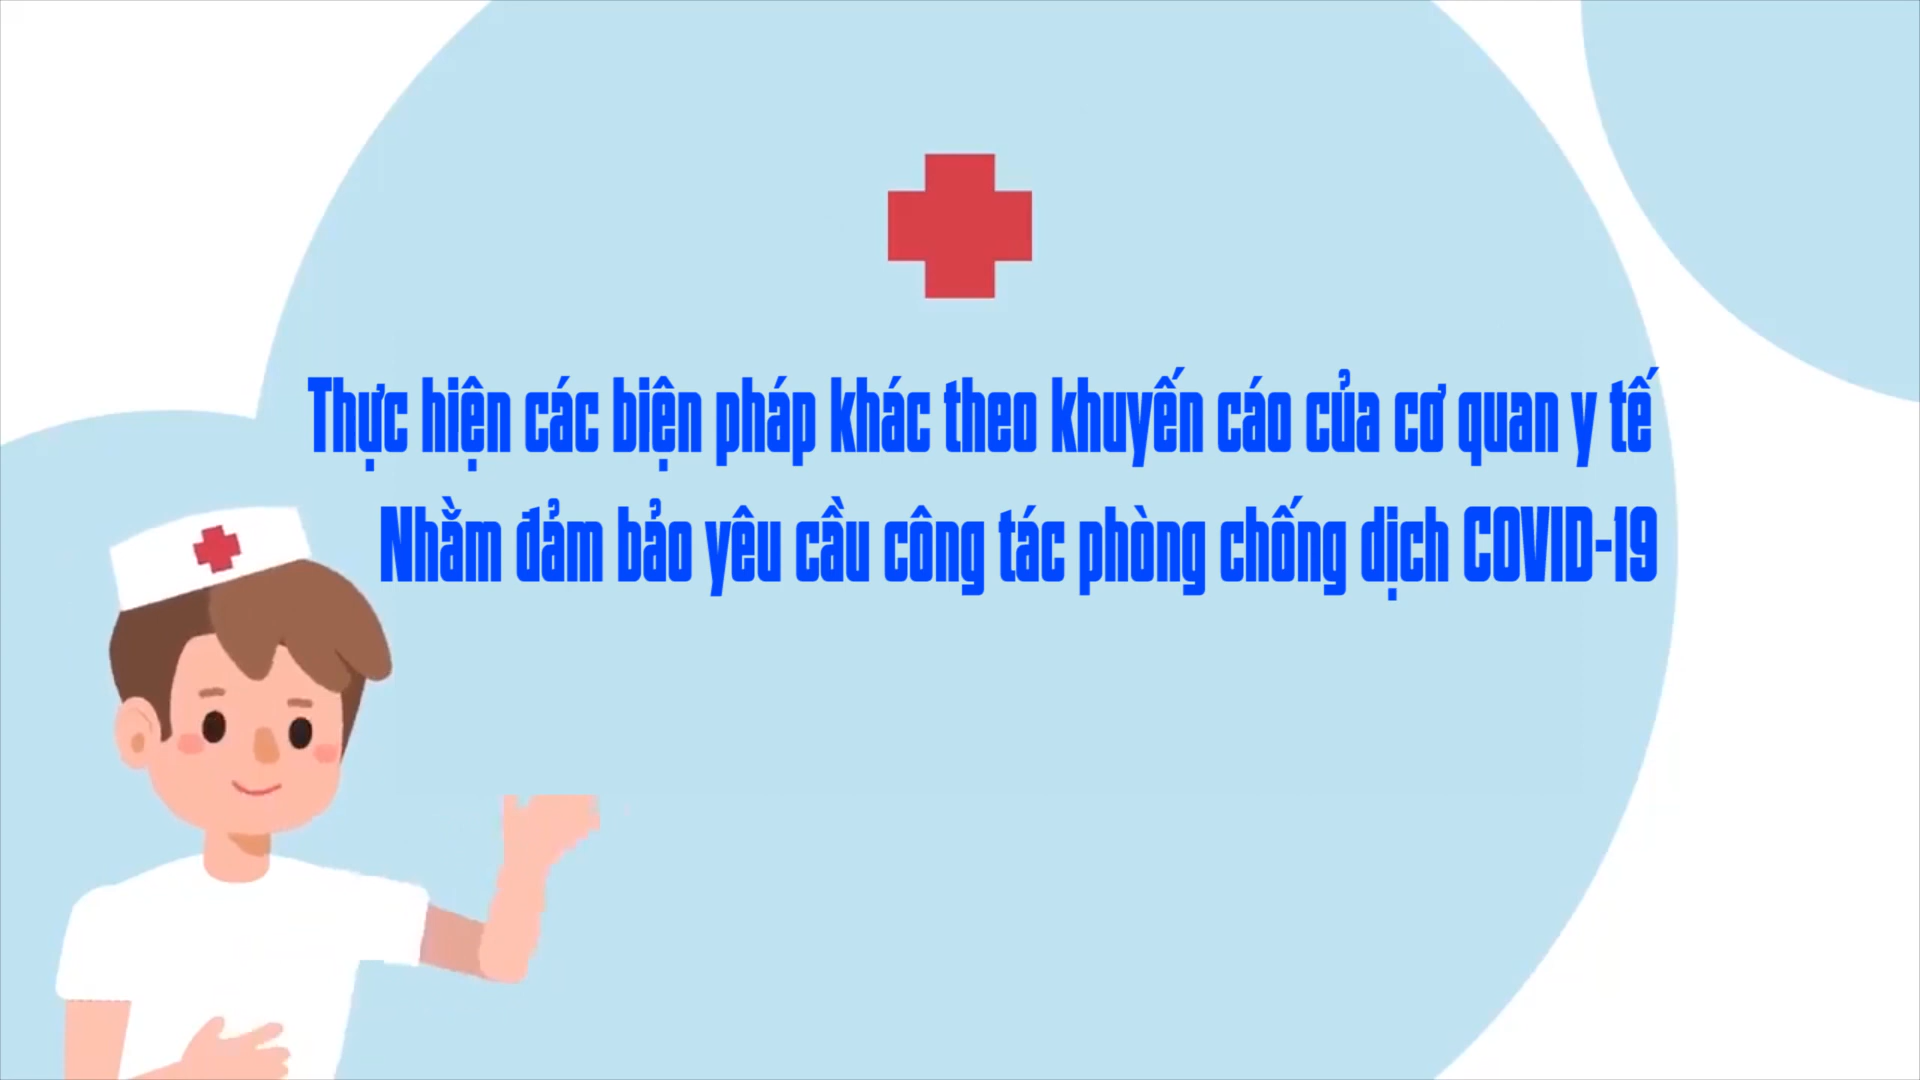 Thực hiện các biện pháp khác theo khuyến cáo của cơ quan y tế
Nhằm đảm bảo yêu cầu công tác phòng chống dịch COVID-19